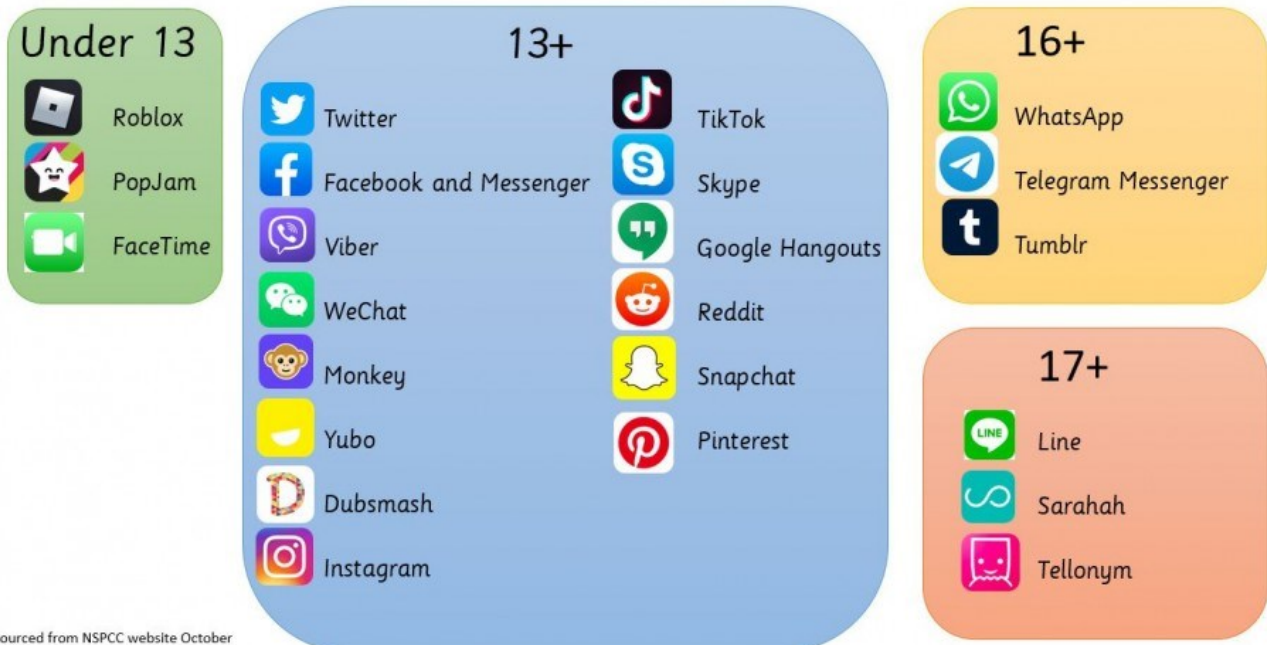 Under 13
Roblox
PopJam
FaceTime
13+
Twitter
Facebook and Messenger
Viber
WeChat
Monkey
Yubo
Dubsmash
Instagram
TikTok
Skype
Google Hangouts
Reddit
Snapchat
Pinterest
16+
WhatsApp
Telegram Messenger
t
Tumblr
17+
LINE
Line
Sarahah
Tellonym
ourced from NSPCC website October